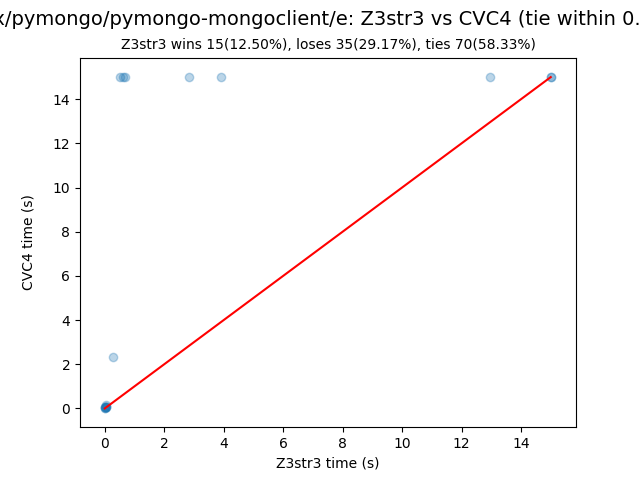 x/pymongo/pymongo-mongoclient/e: Z3str3 vs CVC4 (tie within 0.
Z3str3 wins 15(12.50%), loses 35(29.17%), ties 70(58.33%)
14
12
10
8
6
4
2
0
CVC4 time (s)
0 2 4 6 8 10 12 14
Z3str3 time (s)